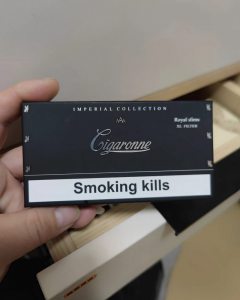 IMPERIAL COLLECTION
Royal slims
XL FILTER
Cigaronne
Smoking kills